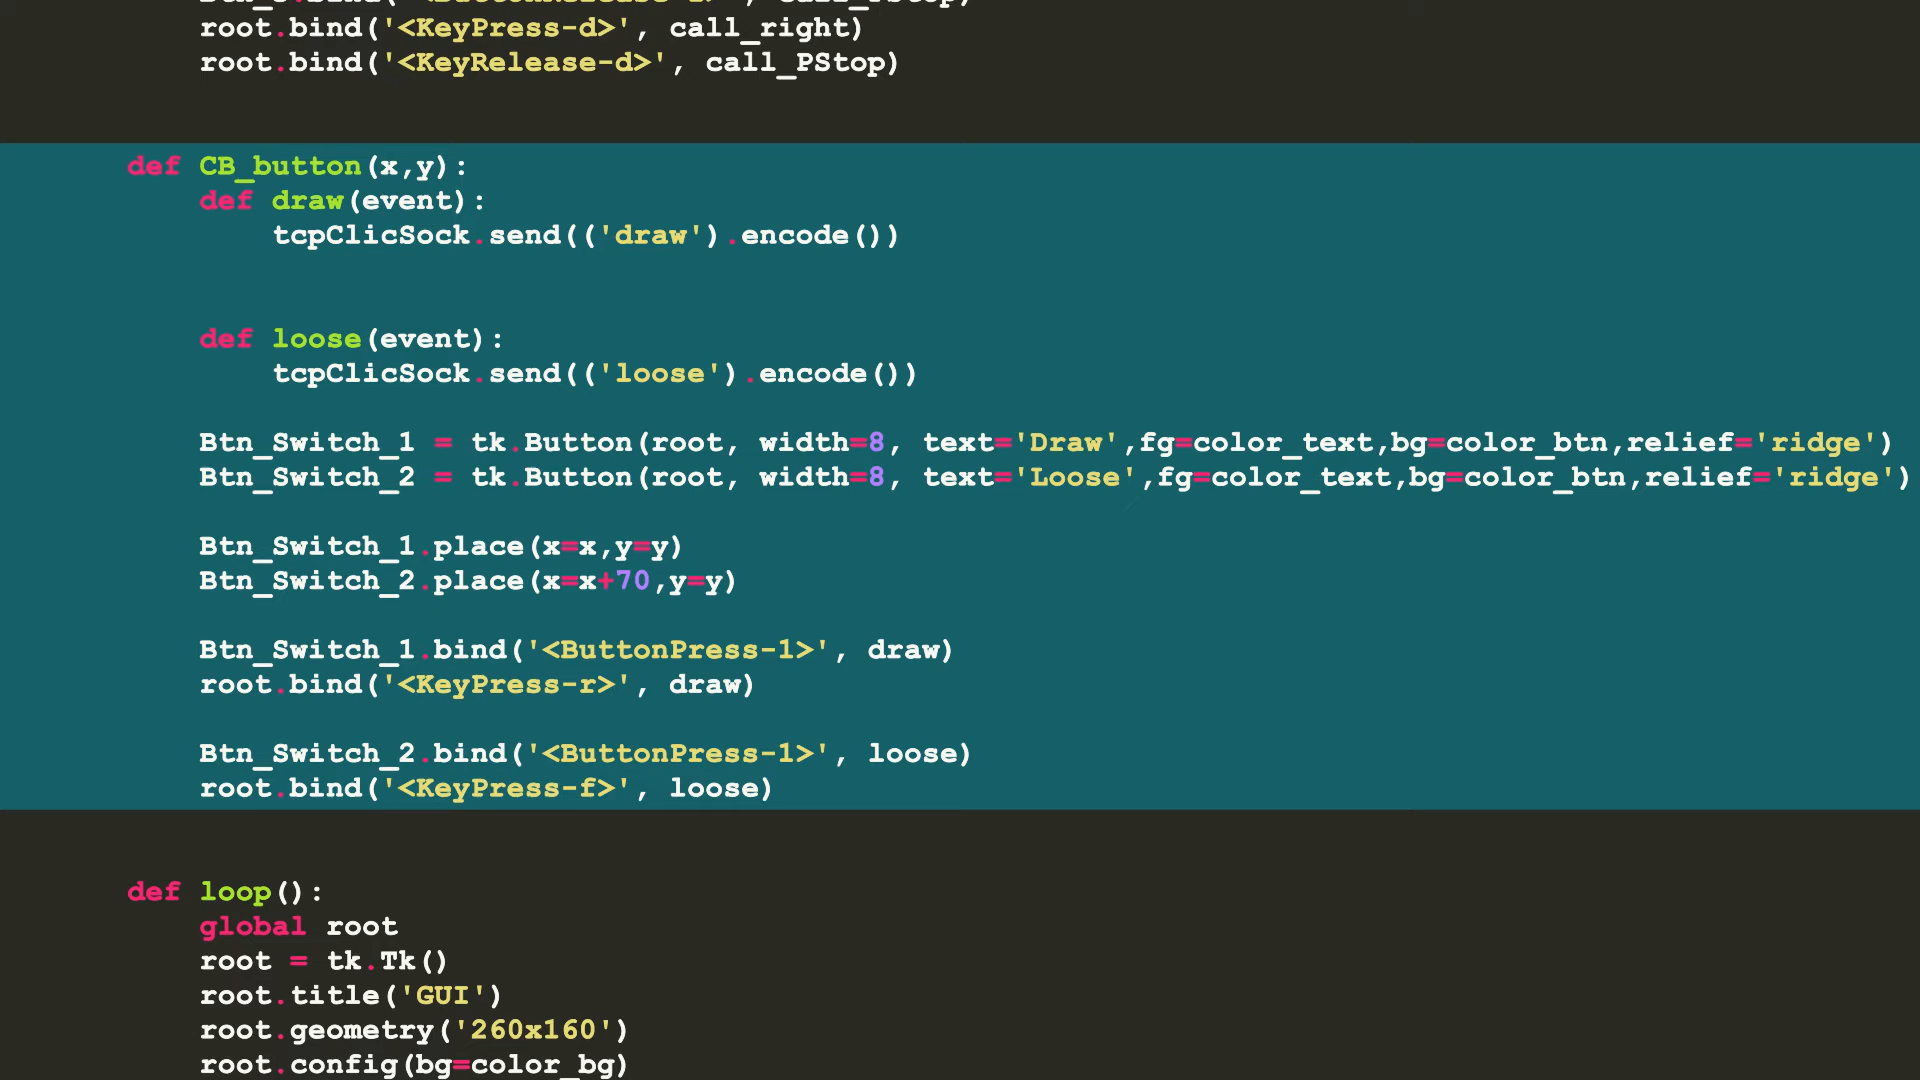 root.bind('<KeyPress-d>', call_right)
root.bind('<KeyRelease-d>', call_PStop)
def CB_button(x,y):
def draw(event):
tcpClicSock.send(('draw').encode())
def loose(event):
tcpClicSock.send(('loose').encode())
Btn_Switch_1 = tk.Button(root, width=8, text='Draw',fg=color_text,bg=color_btn,relief='ridge')
Btn_Switch_2 = tk.Button(root, width=8, text='Loose',fg=color_text,bg=color_btn,relief='ridge')
Btn_Switch_1.place(x=x,y=y)
Btn_Switch_2.place(x=x+70,y=y)
Btn_Switch_1.bind('<ButtonPress-1>', draw)
root.bind('<KeyPress-r>', draw)
Btn_Switch_2.bind('<ButtonPress-1>', loose)
root.bind('<KeyPress-f>', loose)
def loop():
global root
root = tk.Tk()
root.title('GUI')
root.geometry('260x160')
root.config(bg=color_bg)